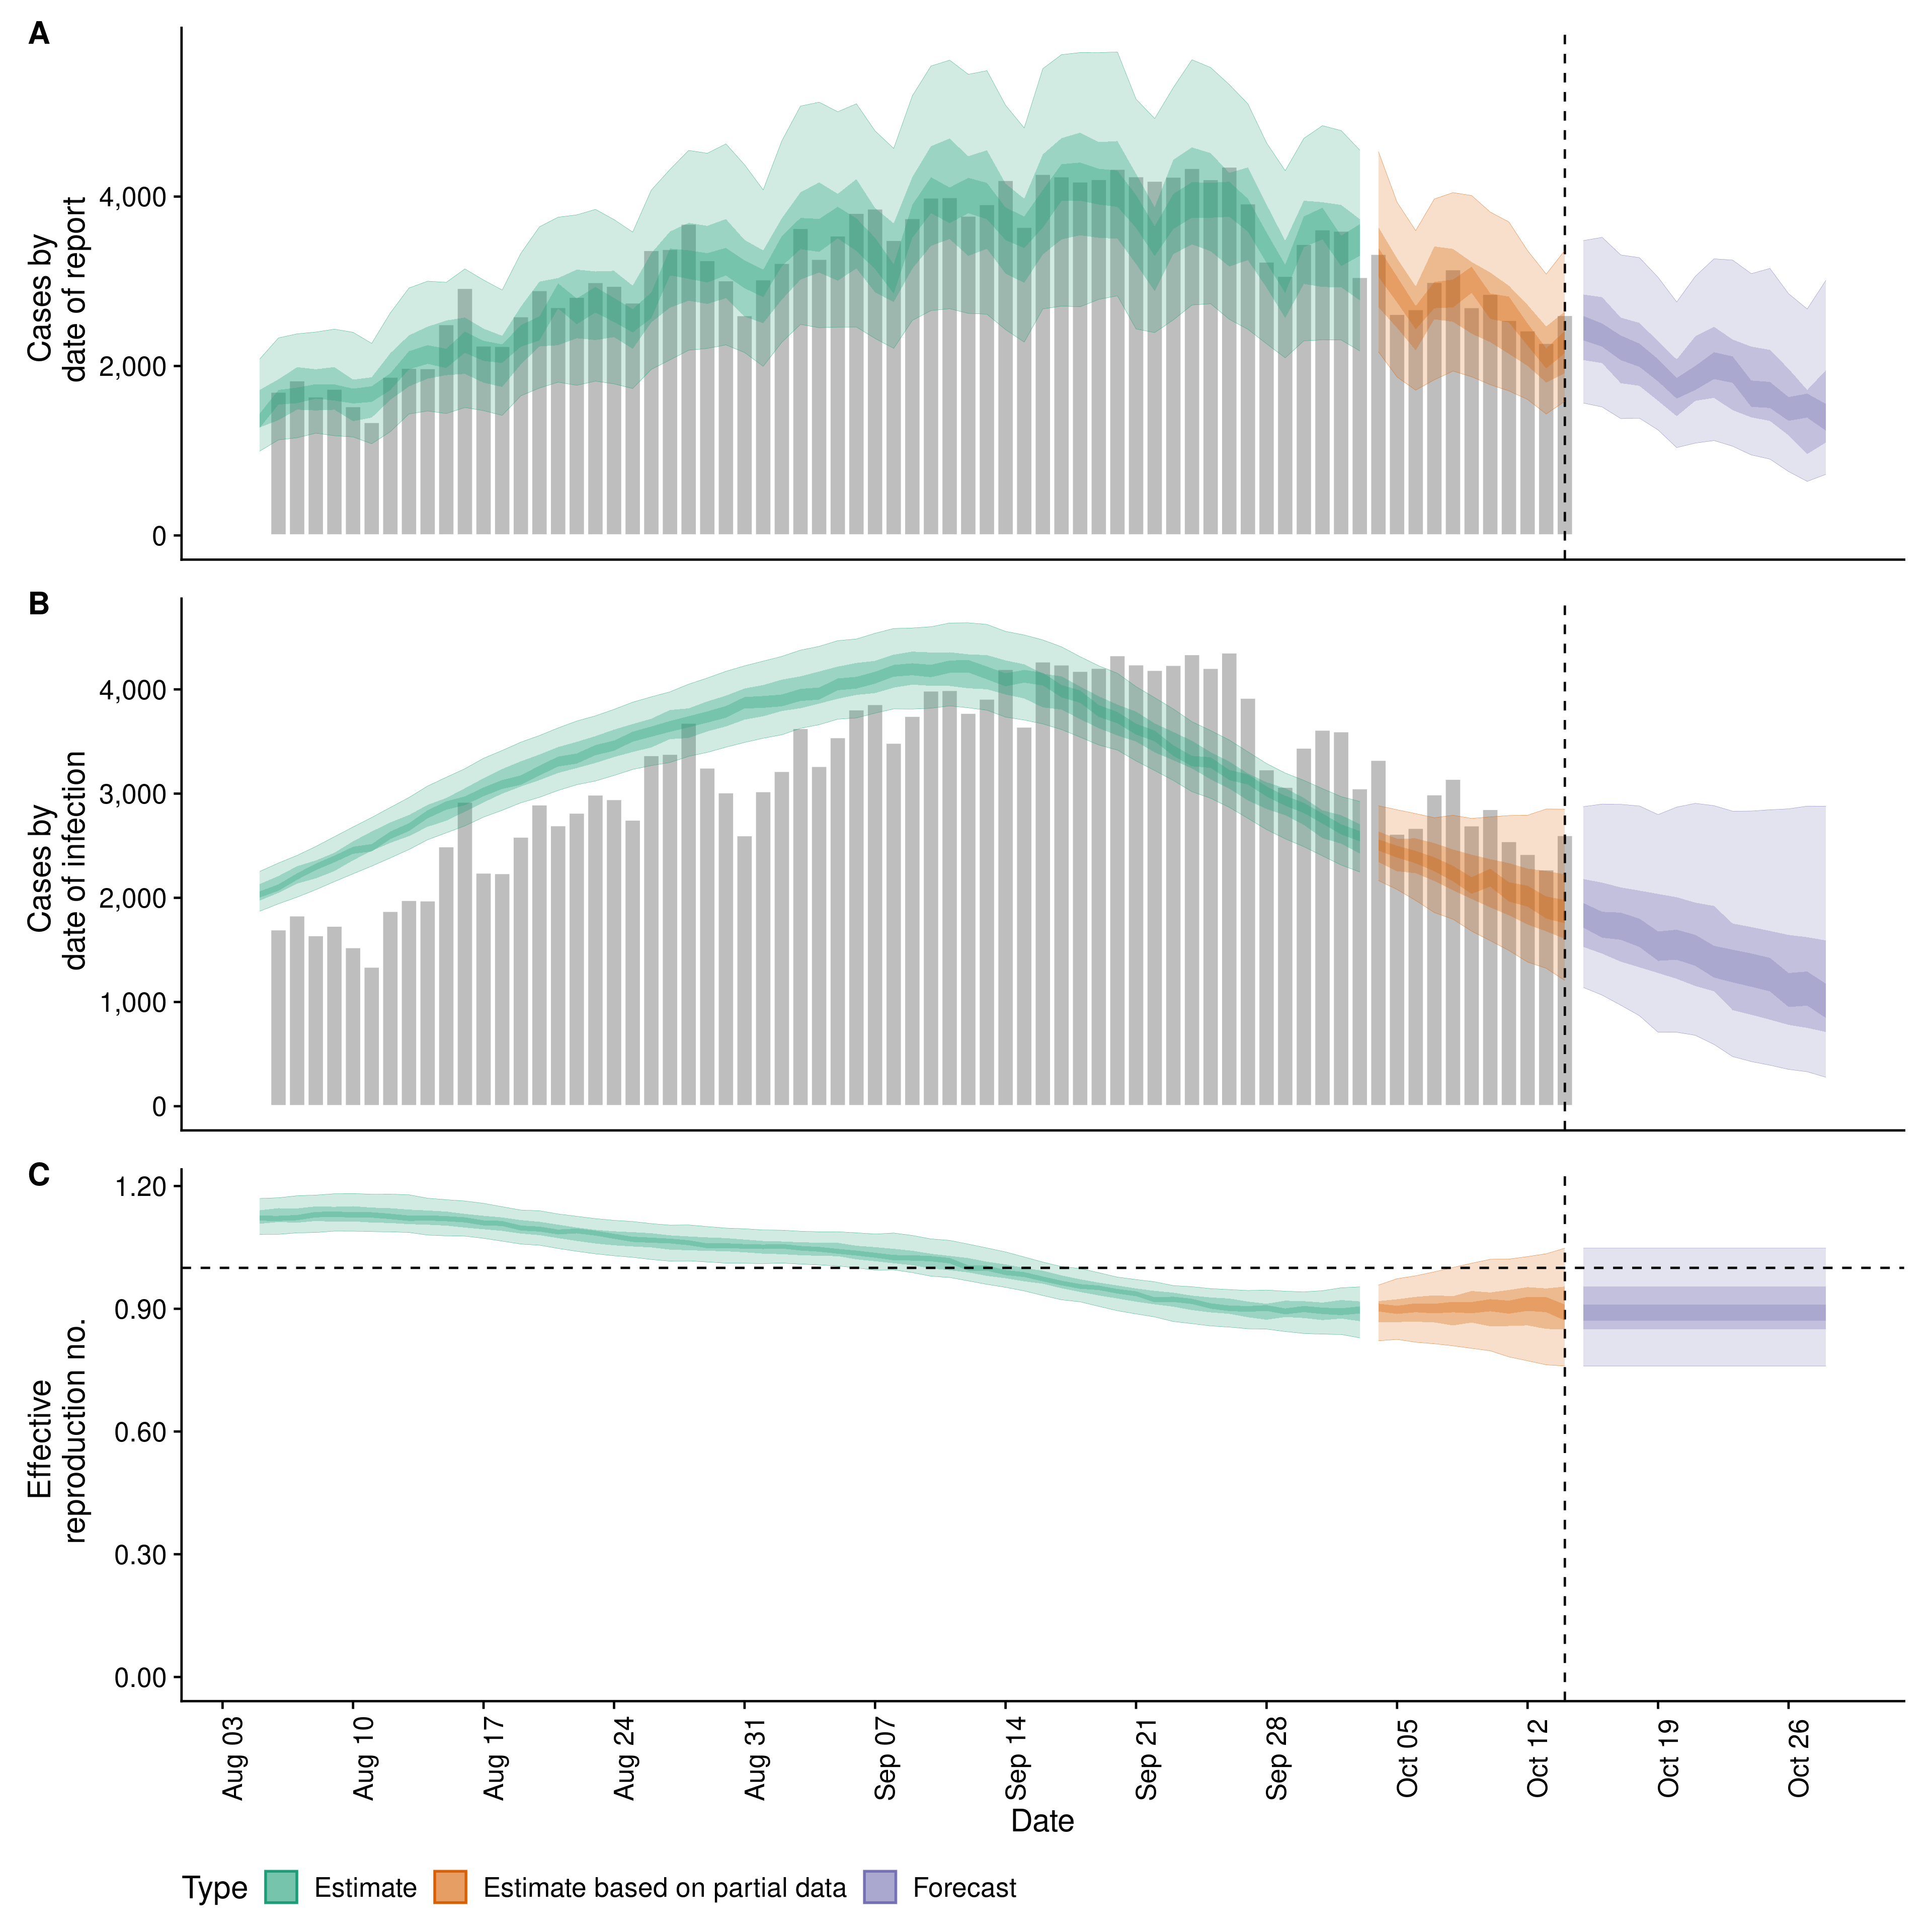 A
Cases by
date of report
4,000
2,000
0
B
Cases by
date of infection
4,000
3,000
2,000
1,000
0
C
Effective
reproduction no.
1.20
0.90
0.60
0.30
0.00
Aug 03
Aug 10
Aug 17
Aug 24
Aug 31
Sep 07
Sep 14
Sep 21
Sep 28
Oct 05
Oct 12
Oct 19
Oct 26
Date
Type Estimate Estimate based on partial data Forecast